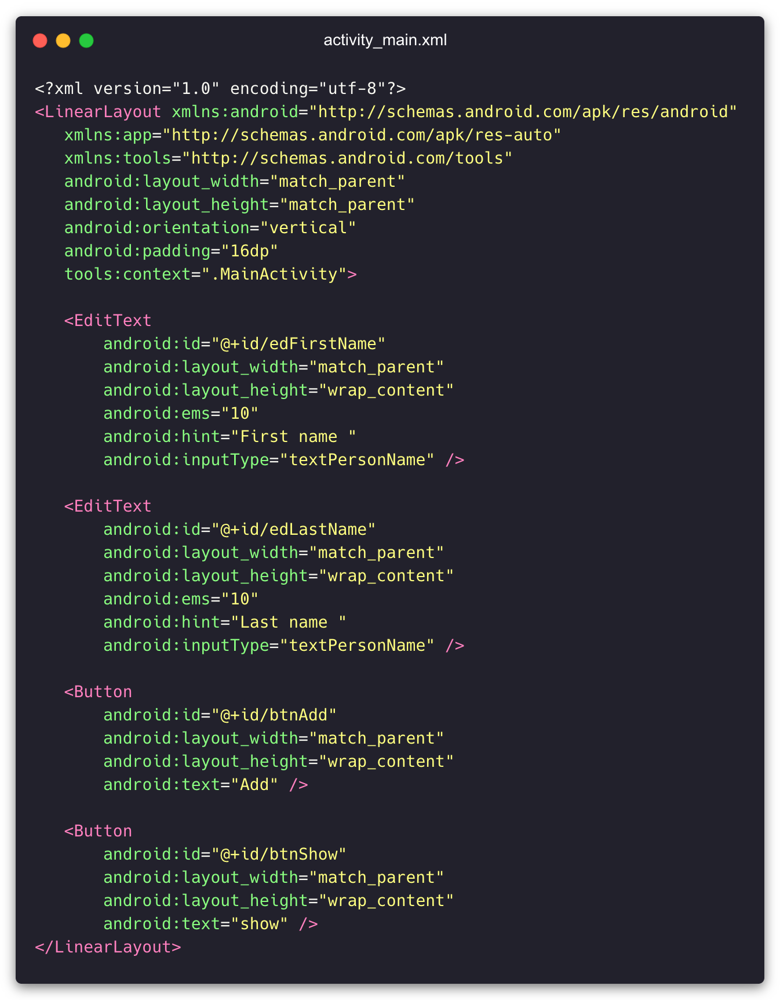 activity_main.xml
<?xml version="1.0" encoding="utf-8"?>
<LinearLayout xmlns:android="http://schemas.android.com/apk/res/android"
   xmlns:app="http://schemas.android.com/apk/res-auto"
   xmlns:tools="http://schemas.android.com/tools"
   android:layout_width="match_parent"
   android:layout_height="match_parent"
   android:orientation="vertical"
   android:padding="16dp"
   tools:context=".MainActivity">

   <EditText
       android:id="@+id/edFirstName"
       android:layout_width="match_parent"
       android:layout_height="wrap_content"
       android:ems="10"
       android:hint="First name "
       android:inputType="textPersonName" />

   <EditText
       android:id="@+id/edLastName"
       android:layout_width="match_parent"
       android:layout_height="wrap_content"
       android:ems="10"
       android:hint="Last name "
       android:inputType="textPersonName" />

   <Button
       android:id="@+id/btnAdd"
       android:layout_width="match_parent"
       android:layout_height="wrap_content"
       android:text="Add" />

   <Button
       android:id="@+id/btnShow"
       android:layout_width="match_parent"
       android:layout_height="wrap_content"
       android:text="show" />
</LinearLayout>